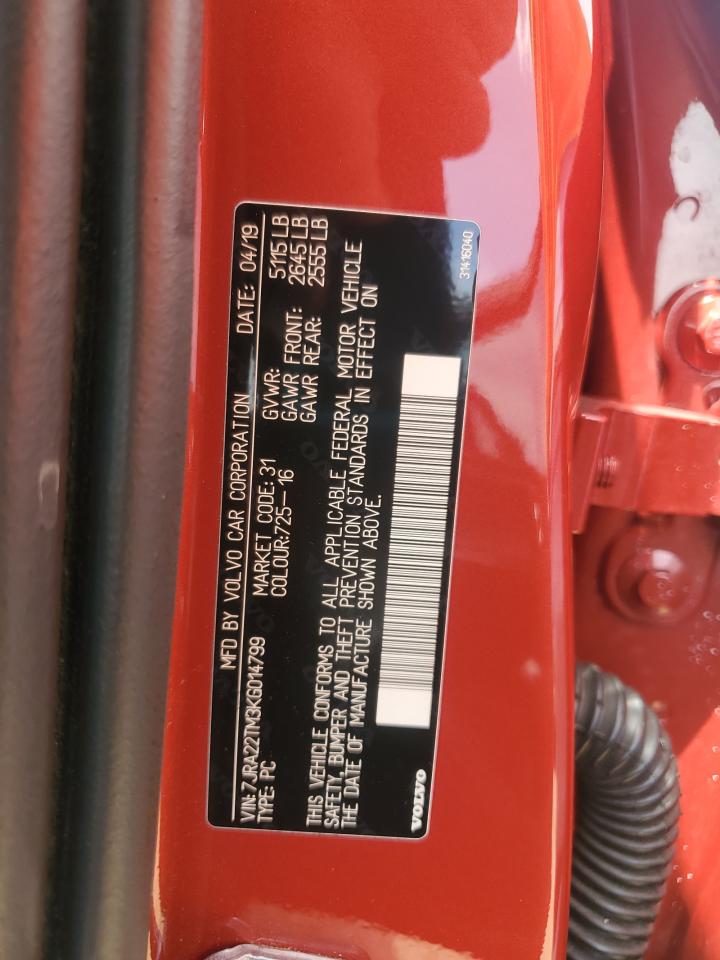 MFD BY VOLVO CAR CORPORATION DATE: 04/19
VIN: 7JRA22TM3KG014799
TYPE: PC
MARKET CODE: 31
COLOUR:725-16
GVWR: 5115 LB
GAWR FRONT: 2645 LB
GAWR REAR: 2555 LB
THIS VEHICLE CONFORMS TO ALL APPLICABLE FEDERAL MOTOR VEHICLE
SAFETY, BUMPER AND THEFT PREVENTION STANDARDS IN EFFECT ON
THE DATE OF MANUFACTURE SHOWN ABOVE.
VOLVO
31416040